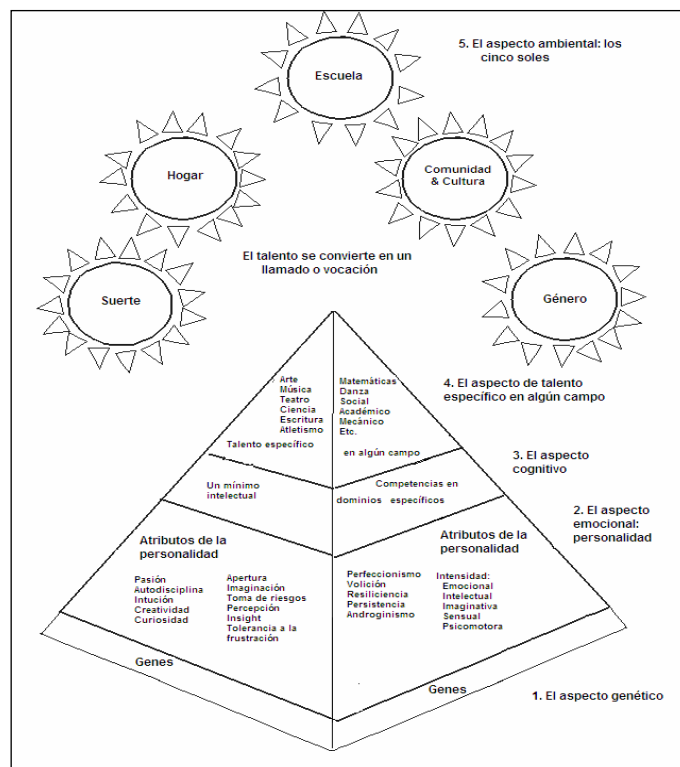 5. El aspecto ambiental: los
cinco soles
Escuela
Hogar
Comunidad
& Cultura
El talento se convierte en un
llamado o vocación
Suerte
Género
Arte
Música
Teatro
Ciencia
Escritura
Atletismo
Talento específico
Matemáticas
Danza
Social
Académico
Mecánico
Etc.
en algún campo
4. El aspecto de talento
específico en algún campo
3. El aspecto
cognitivo
Un mínimo
intelectual
Competencias en
dominios específicos
2. El aspecto
emocional:
personalidad
Atributos de la
personalidad
Pasión
Autodisciplina
Intución
Creatividad
Curiosidad
Apertura
Imaginación
Toma de riesgos
Percepción
Insight
Tolerancia a la
frustración
Atributos de la
personalidad
Perfeccionismo
Volición
Resiliciencia
Persistencia
Androginismo
Intensidad:
Emocional
Intelectual
Imaginativa
Sensual
Psicomotora
Genes
Genes
1. El aspecto genético